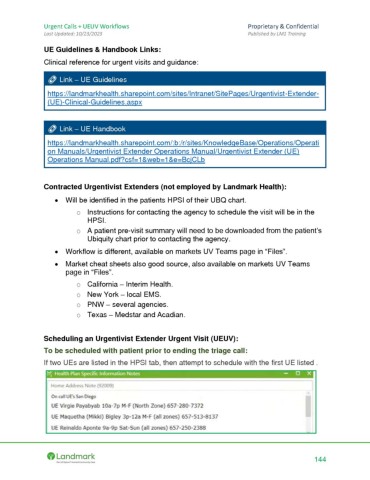 Urgent Calls + UEUV Workflows Proprietary & Confidential
Last Updated: 10/23/2023 Published by LMS Training
UE Guidelines & Handbook Links:
Clinical reference for urgent visits and guidance:
Link – UE Guidelines
https://landmarkhealth.sharepoint.com/sites/Intranet/SitePages/Urgentivist-Extender-
(UE)-Clinical-Guidelines.aspx
Link – UE Handbook
https://landmarkhealth.sharepoint.com/:b:/r/sites/KnowledgeBase/Operations/Operati
on Manuals/Urgentivist Extender Operations Manual/Urgentivist Extender (UE)
Operations Manual.pdf?csf=1&web=1&e=BcjCLb
Contracted Urgentivist Extenders (not employed by Landmark Health):
• Will be identified in the patients HPSI of their UBQ chart.
o Instructions for contacting the agency to schedule the visit will be in the
HPSI.
o A patient pre-visit summary will need to be downloaded from the patient's
Ubiquity chart prior to contacting the agency.
• Workflow is different, available on markets UV Teams page in "Files".
• Market cheat sheets also good source, also available on markets UV Teams
page in "Files".
o California – Interim Health.
o New York – local EMS.
o PNW – several agencies.
o Texas – Medstar and Acadian.
Scheduling an Urgentivist Extender Urgent Visit (UEUV):
To be scheduled with patient prior to ending the triage call:
If two UEs are listed in the HPSI tab, then attempt to schedule with the first UE listed .
Health Plan Specific Information Notes
Home Address Note (92009)
On call UE's San Diego
UE Virgie Payabyab 10a-7p M-F (North Zone) 657-280-7372
UE Maquetha (Mikki) Bigley 3p-12a M-F (all zones) 657-513-8137
UE Reinaldo Aponte 9a-9p Sat-Sun (all zones) 657-250-2388
Landmark
144